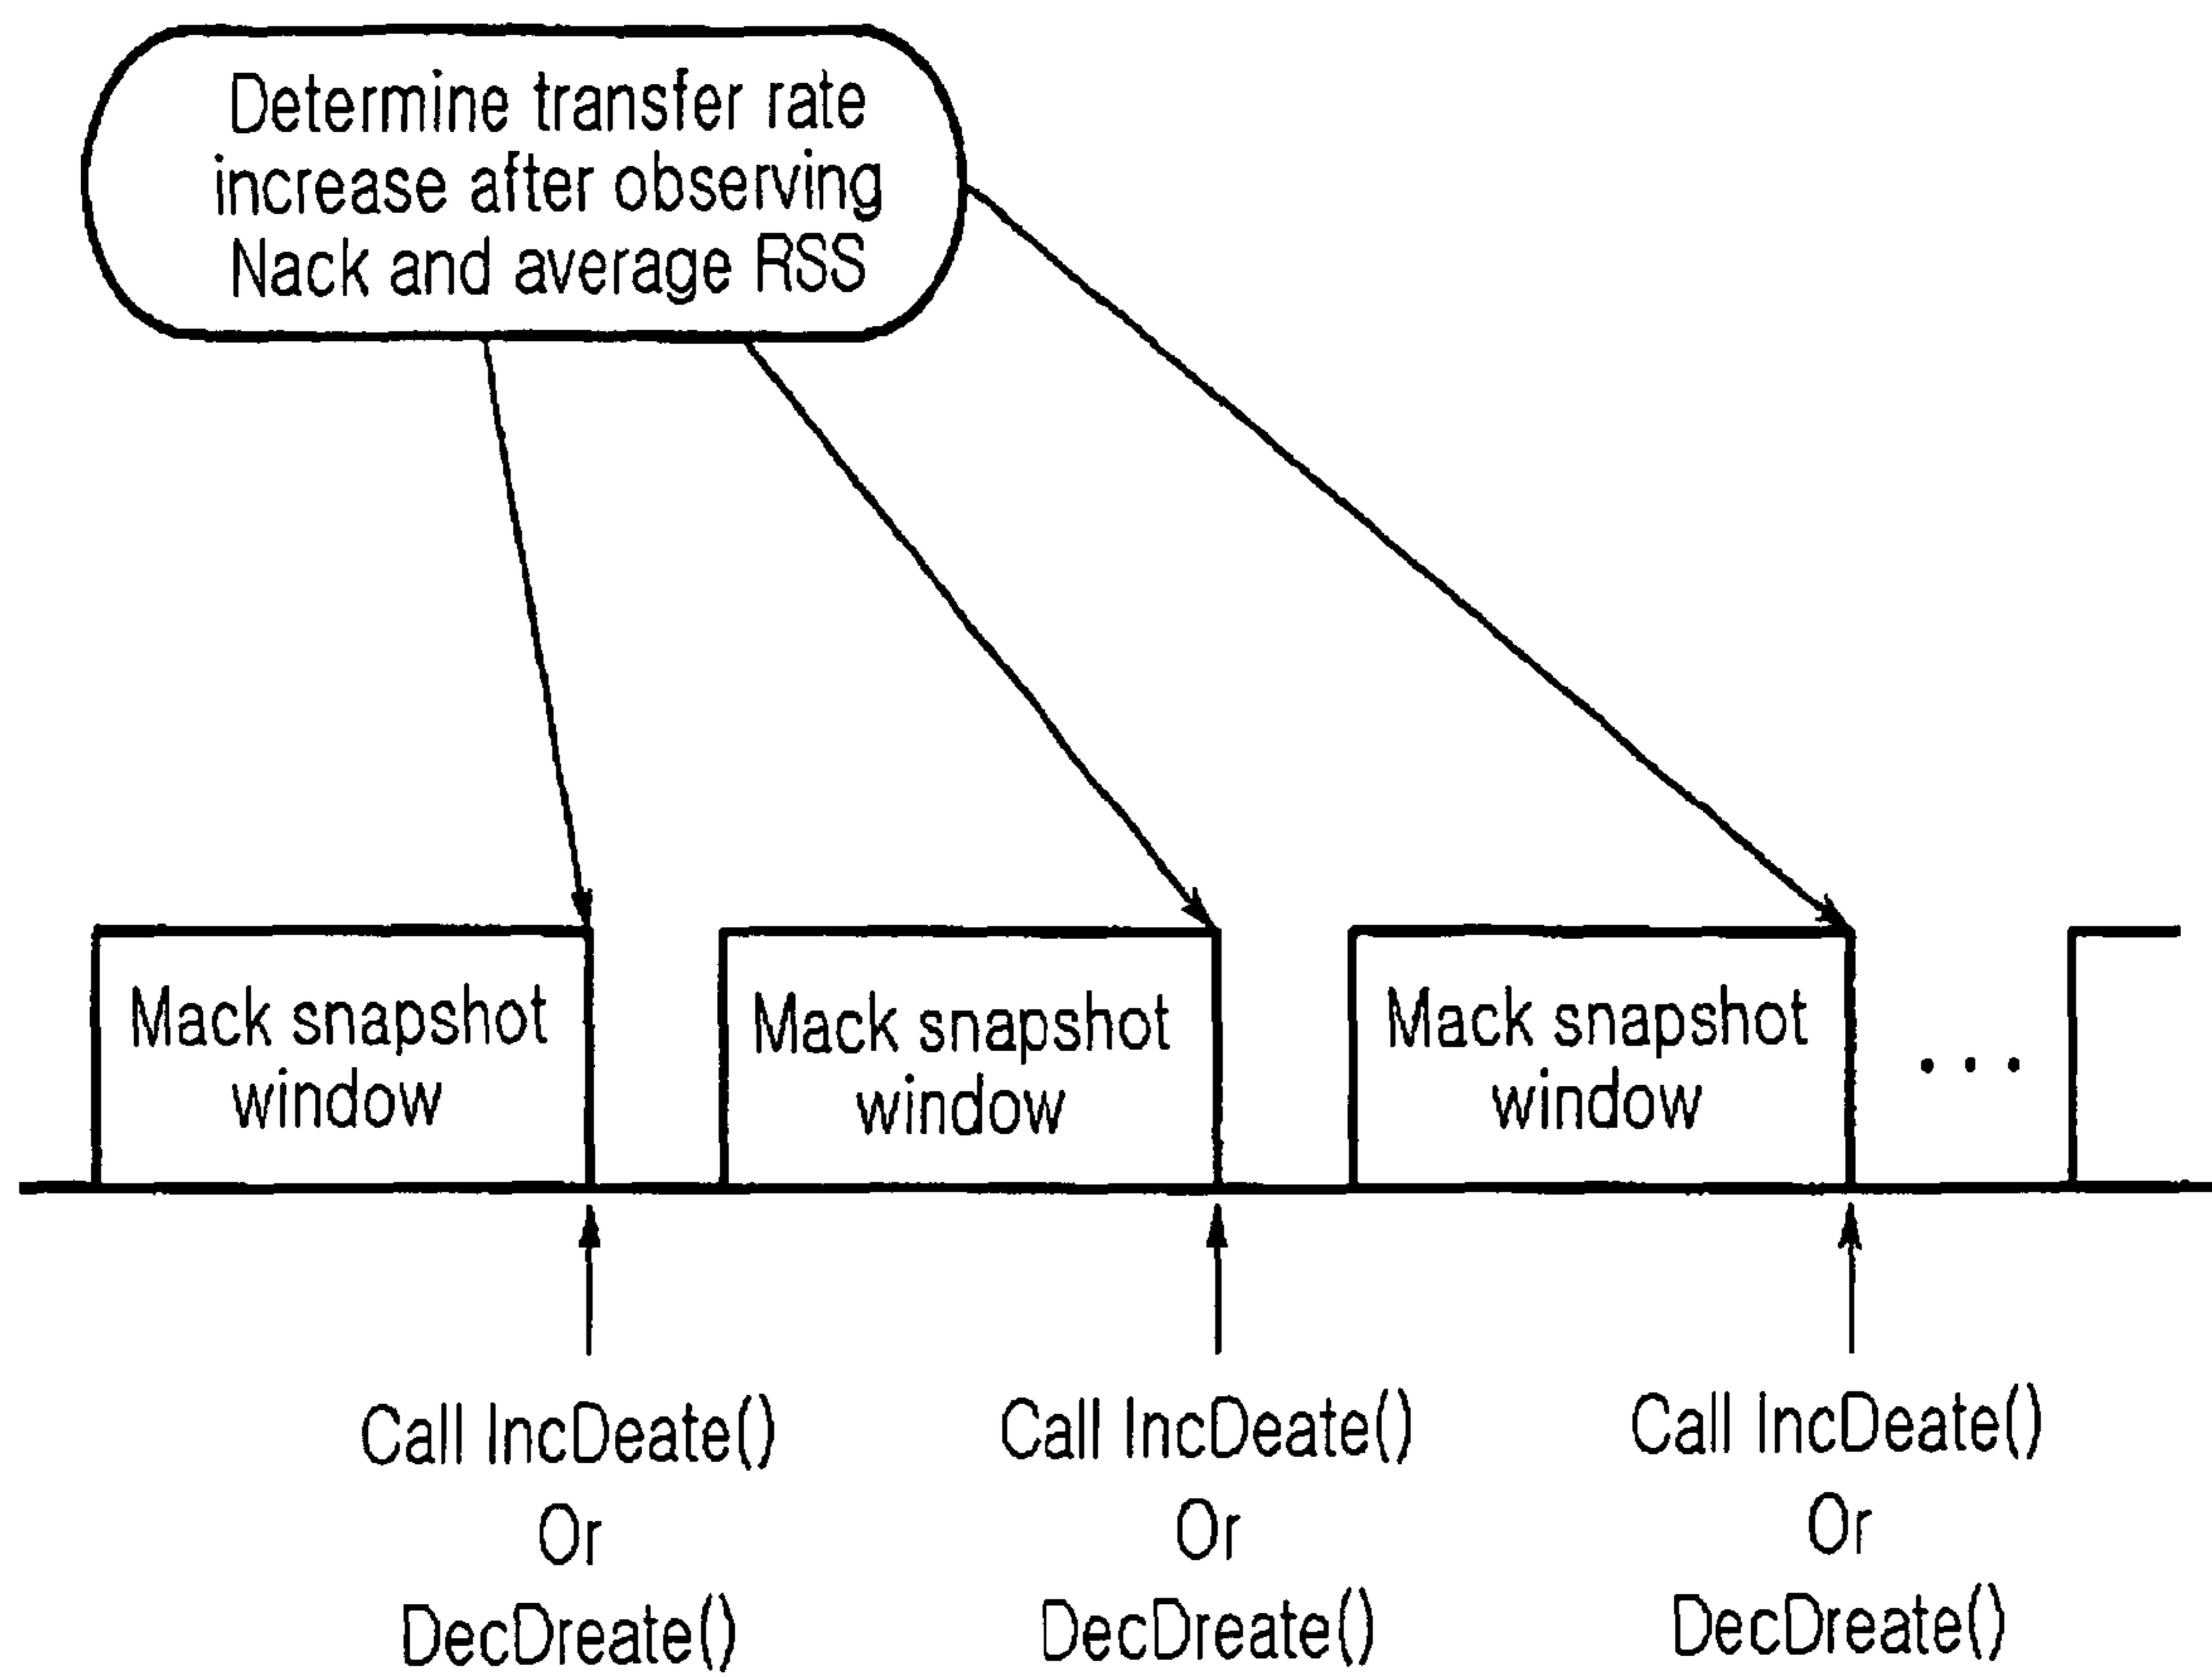 Determine transfer rate
increase after observing
Nack and average RSS
Mack snapshot
window
Mack snapshot
window
Mack snapshot
window
...
Call IncDeate()
Or
DecDreate()
Call IncDeate()
Or
DecDreate()
Call IncDeate()
Or
DecDreate()